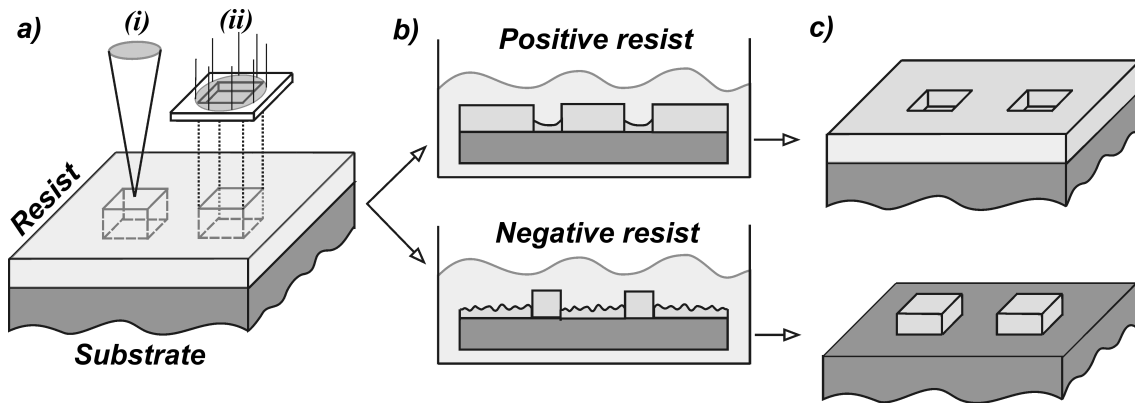 a)
(i)
(ii)
Resist
Substrate
b)
Positive resist
Negative resist
c)